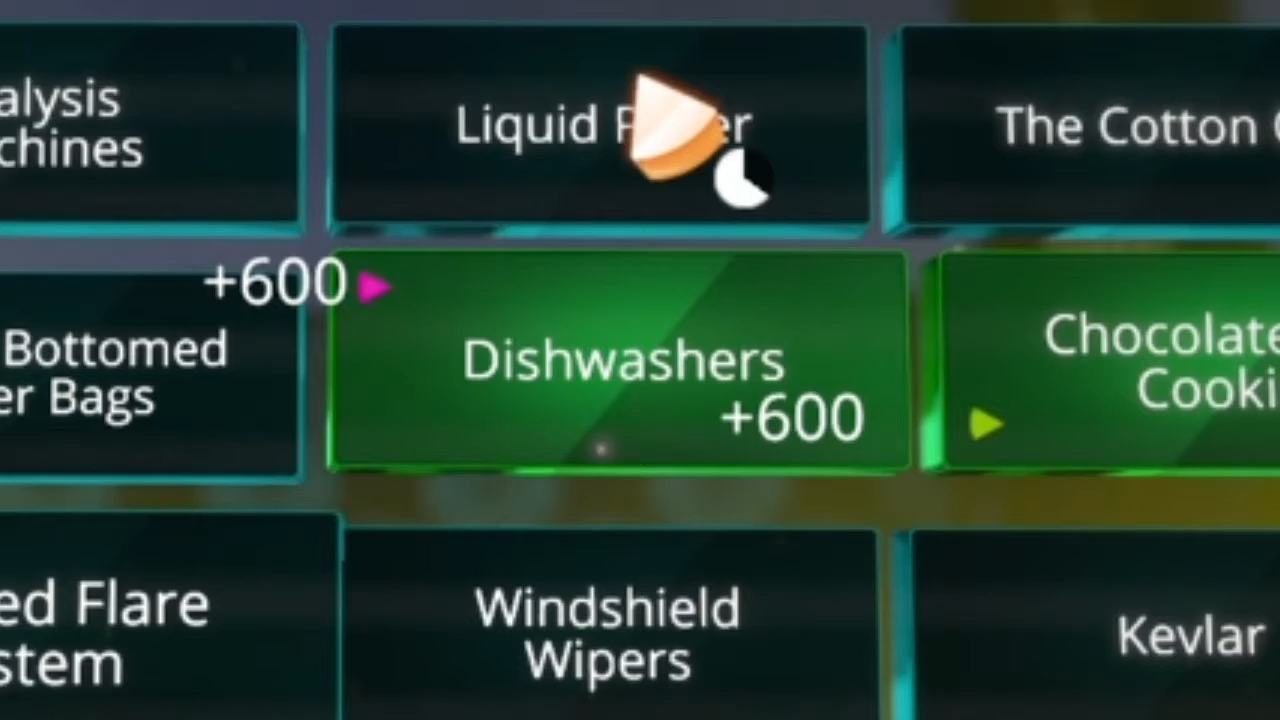 alysis
chines
Liquid
The Cotton
+600
Bottomed
er Bags
Dishwashers
+600
Chocolate
Cooki
ed Flare
stem
Windshield
Wipers
Kevlar